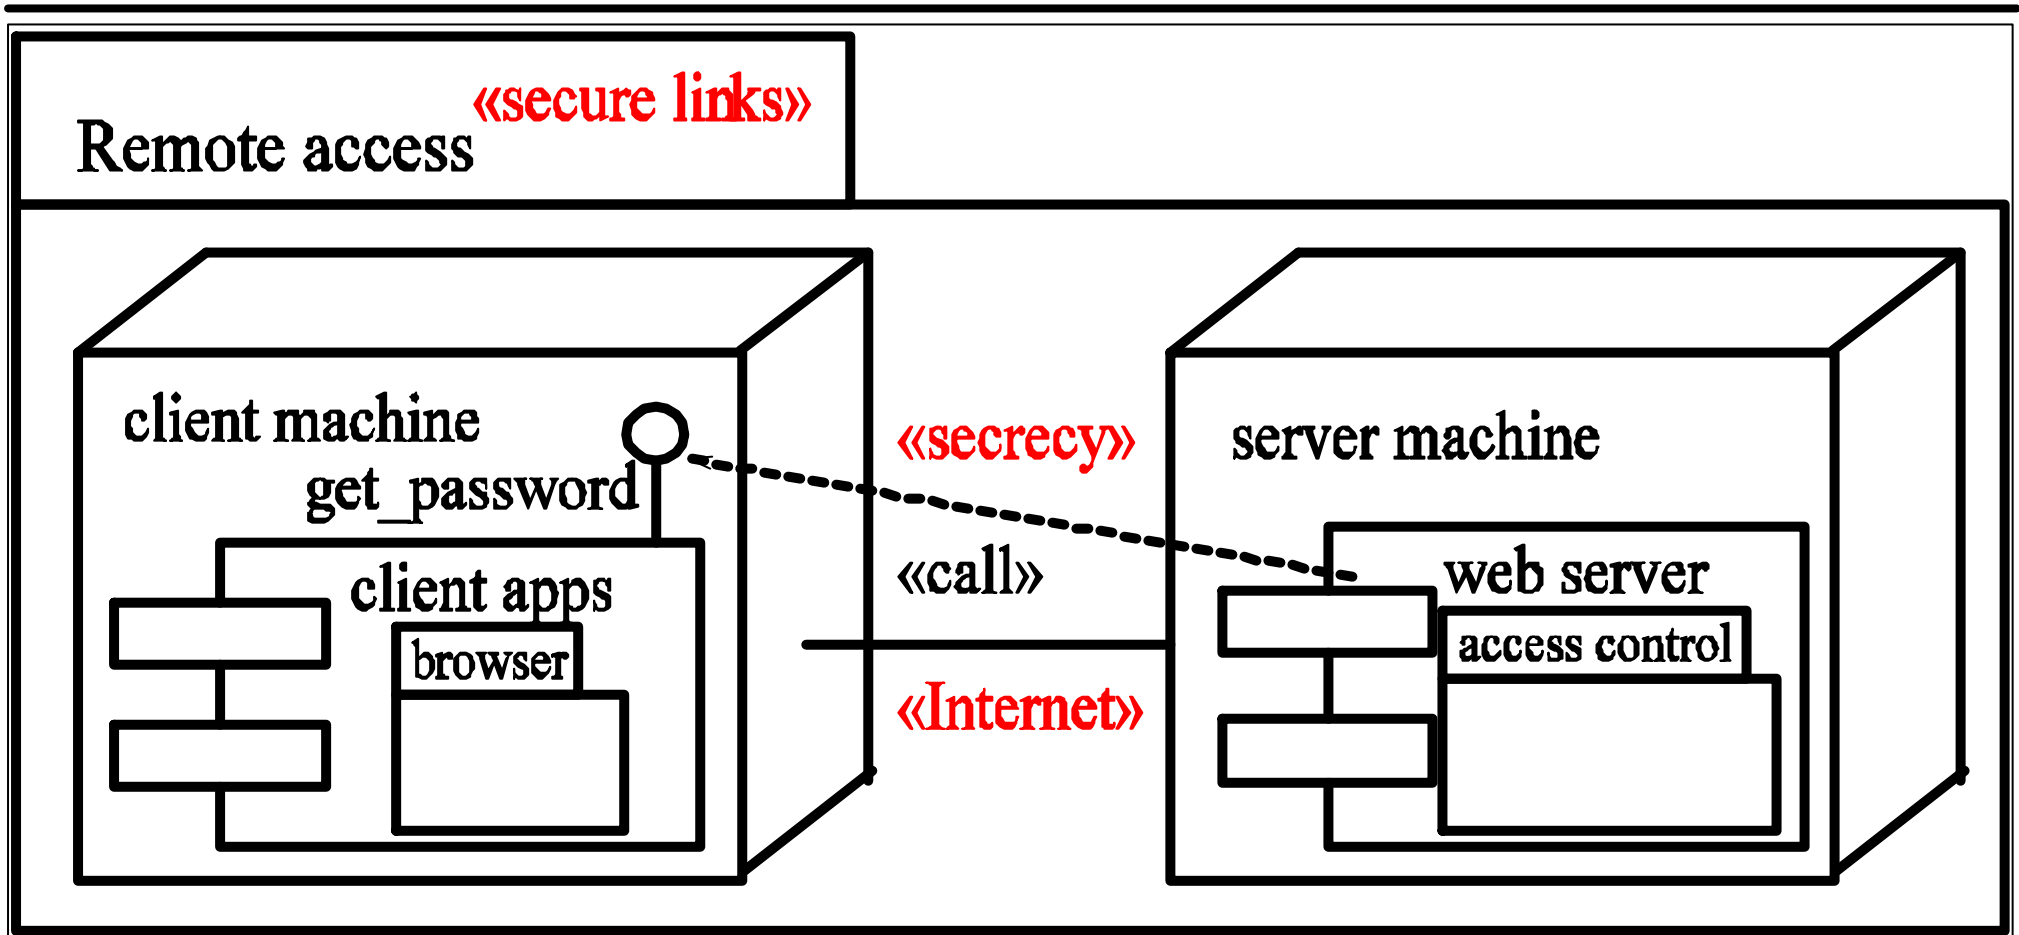 «secure links»
Remote access
client machine
get_password
client apps
browser
«secrecy»
«call»
«Internet»
server machine
web server
access control